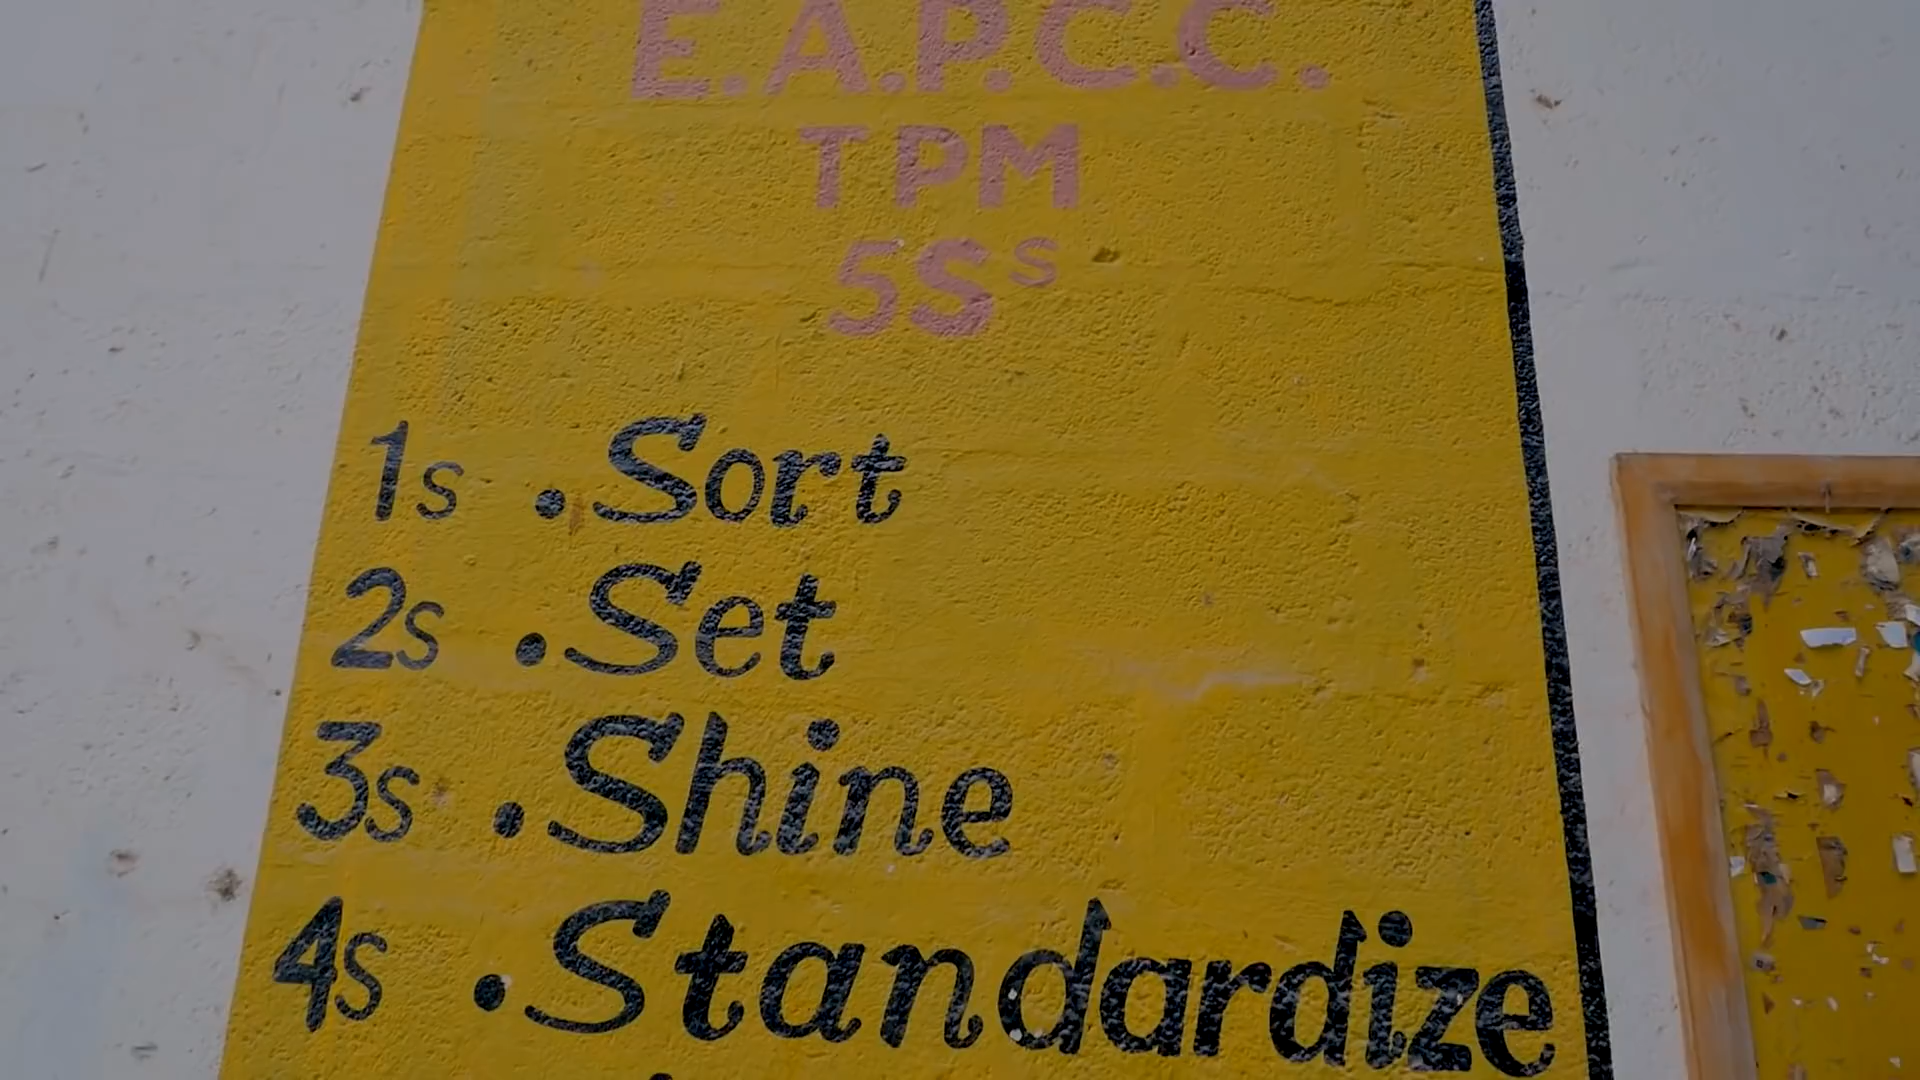 E.A.P.C.C.
TPM
5Ss
1s .Sort
2s .Set
3s .Shine
4s .Standardize